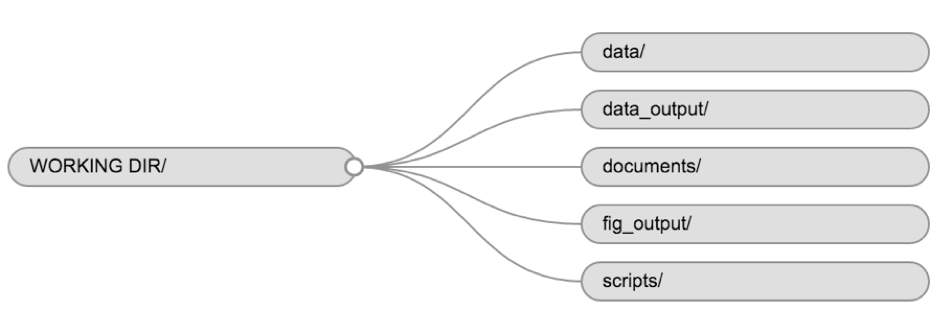 WORKING DIR/
data/
data_output/
documents/
fig_output/
scripts/